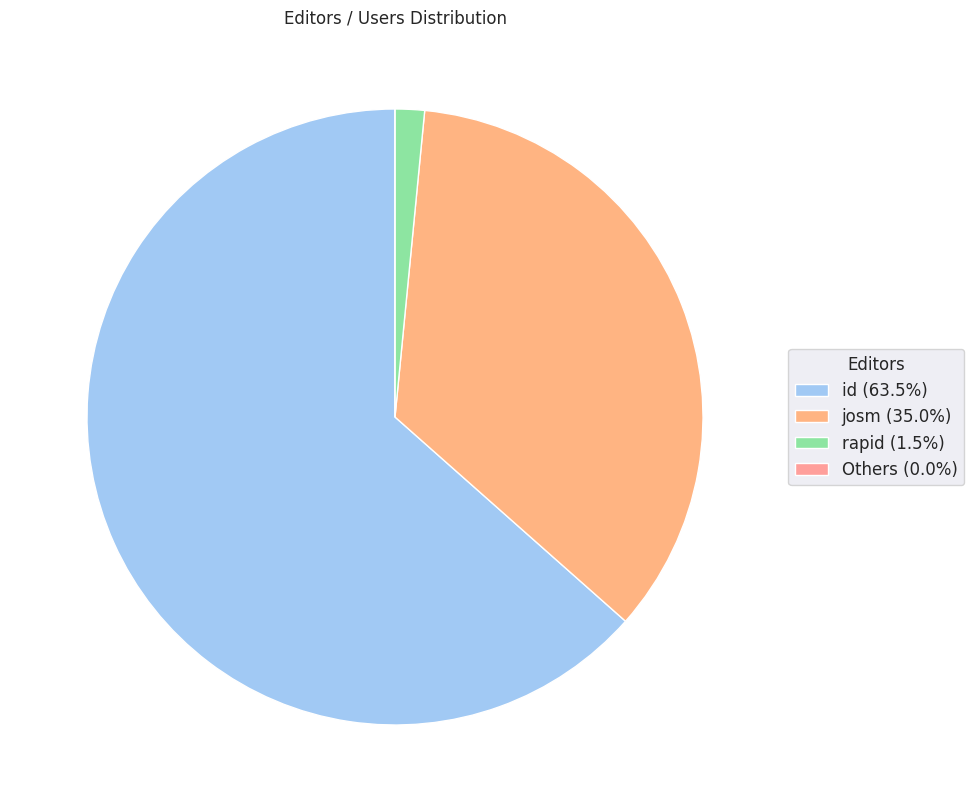 Editors / Users Distribution
Editors
id (63.5%)
josm (35.0%)
rapid (1.5%)
Others (0.0%)